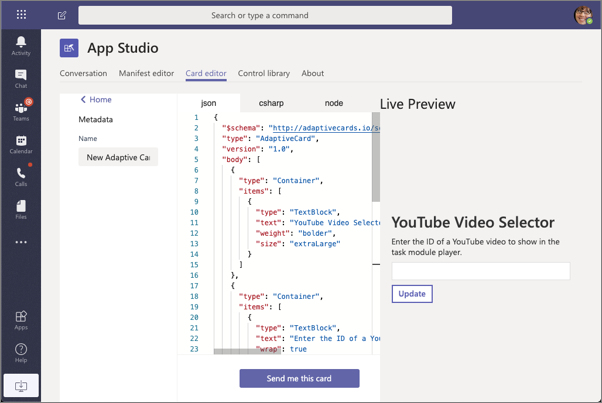 Search or type a command
Activity
Chat
Teams
Calendar
Calls
Files
Apps
Help
App Studio
Conversation Manifest editor Card editor Control library About
Home
Metadata
Name
New Adaptive Car
json csharp node
1 {
2 "$schema": "http://adaptivecards.io/s
3 "type": "AdaptiveCard",
4 "version": "1.0",
5 "body": [
6 {
7 "type": "Container",
8 "items": [
9 {
10 "type": "TextBlock",
11 "text": "YouTube Video Selecto
12 "weight": "bolder",
13 "size": "extraLarge"
14 }
15 ]
16 },
17 {
18 "type": "Container",
19 "items": [
20 {
21 "type": "TextBlock",
22 "text": "Enter the ID of a You
23 "wrap": true
Send me this card
Live Preview
YouTube Video Selector
Enter the ID of a YouTube video to show in the
task module player.
Update